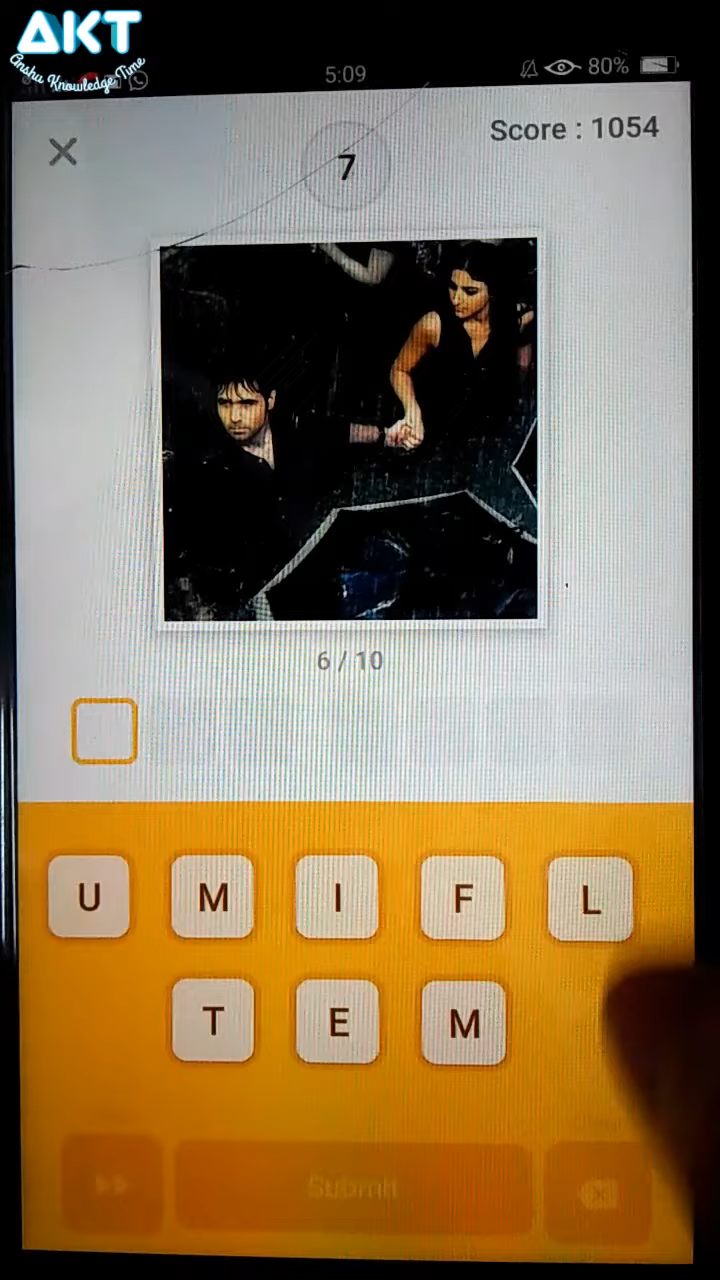 AKT
Anshu Knowledge Time
5:09
80%
Score : 1054
7
6 / 10
U M I F L
T E M
Submit